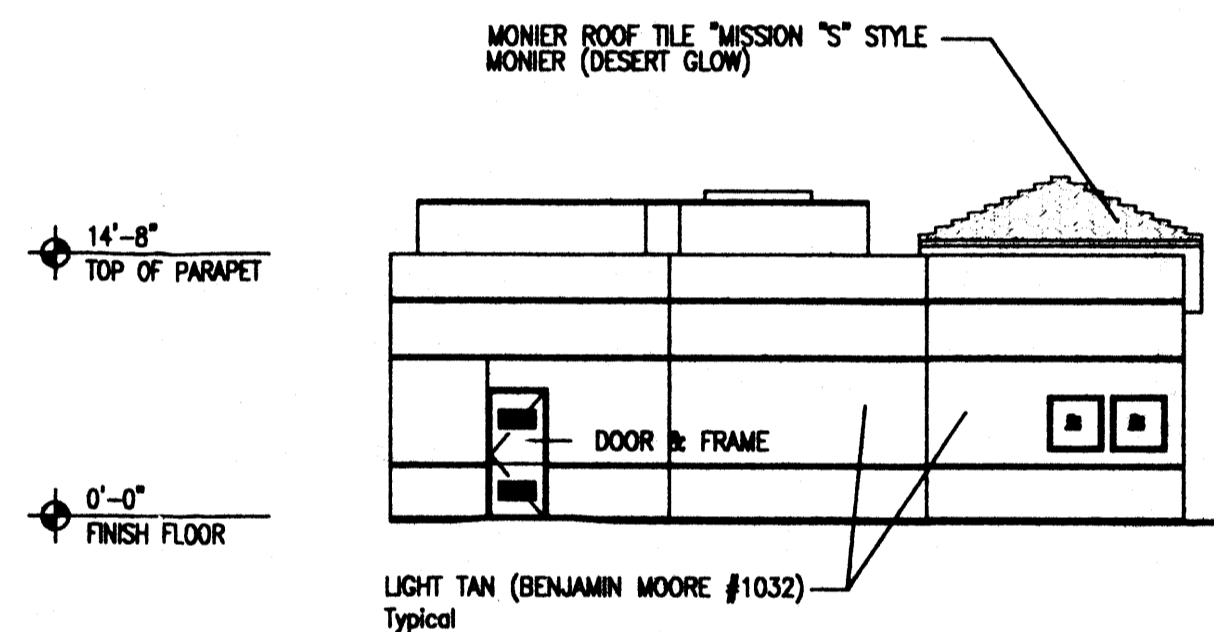 MONIER ROOF TILE "MISSION "S" STYLE
MONIER (DESERT GLOW)
14'-8"
TOP OF PARAPET
DOOR & FRAME
0'-0"
FINISH FLOOR
LIGHT TAN (BENJAMIN MOORE #1032)
Typical